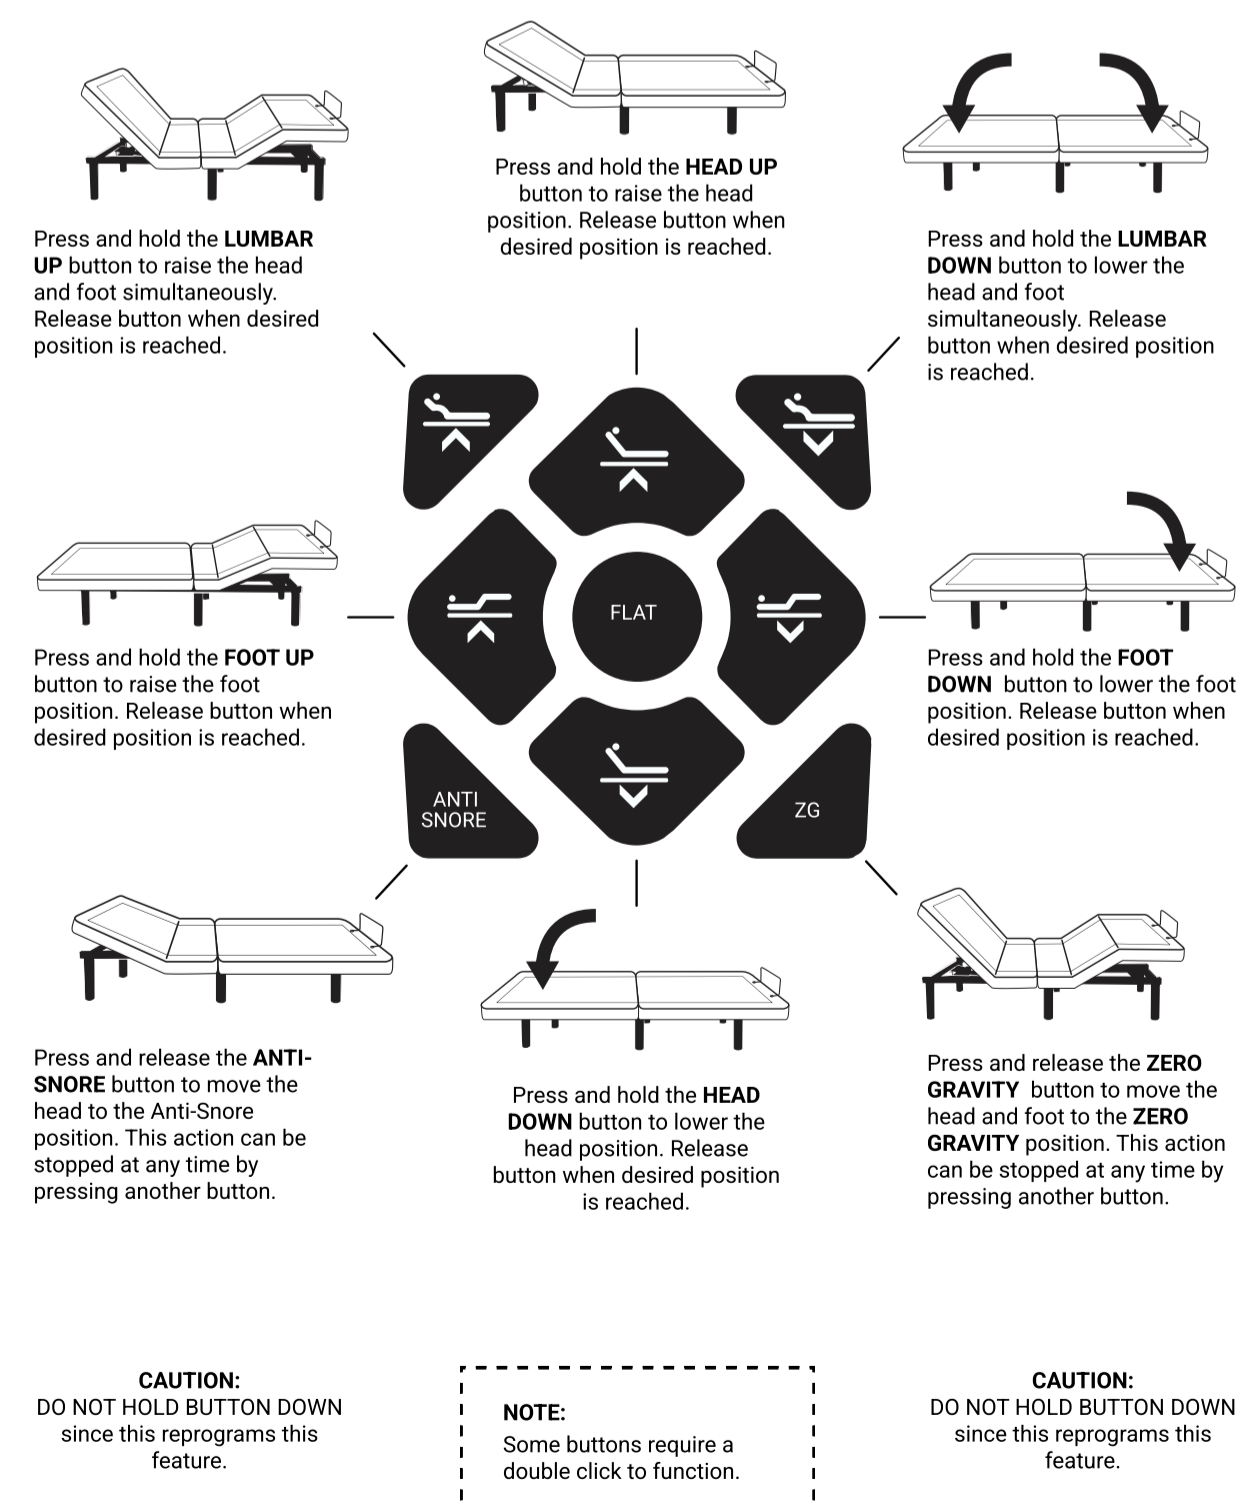 Press and hold the HEAD UP
button to raise the head
position. Release button when
desired position is reached.
Press and hold the LUMBAR
UP button to raise the head
and foot simultaneously.
Release button when desired
position is reached.
Press and hold the LUMBAR
DOWN button to lower the
head and foot
simultaneously. Release
button when desired position
is reached.
FLAT
Press and hold the FOOT UP
button to raise the foot
position. Release button when
desired position is reached.
Press and hold the FOOT
DOWN button to lower the foot
position. Release button when
desired position is reached.
ANTI
SNORE
ZG
Press and release the ANTI-
SNORE button to move the
head to the Anti-Snore
position. This action can be
stopped at any time by
pressing another button.
Press and hold the HEAD
DOWN button to lower the
head position. Release
button when desired position
is reached.
Press and release the ZERO
GRAVITY button to move the
head and foot to the ZERO
GRAVITY position. This action
can be stopped at any time by
pressing another button.
CAUTION:
DO NOT HOLD BUTTON DOWN
since this reprograms this
feature.
NOTE:
Some buttons require a
double click to function.
CAUTION:
DO NOT HOLD BUTTON DOWN
since this reprograms this
feature.